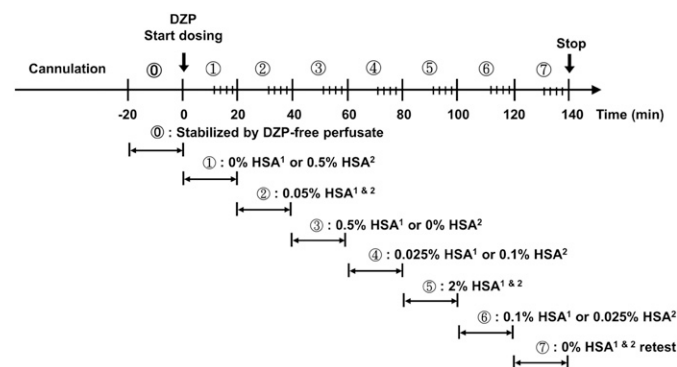 DZP
Start dosing
Stop
Cannulation
⓪ ① ② ③ ④ ⑤ ⑥ ⑦
-20 0 20 40 60 80 100 120 140 Time (min)
⓪ : Stabilized by DZP-free perfusate
① : 0% HSA¹ or 0.5% HSA²
② : 0.05% HSA¹ & ²
③ : 0.5% HSA¹ or 0% HSA²
④ : 0.025% HSA¹ or 0.1% HSA²
⑤ : 2% HSA¹ & ²
⑥ : 0.1% HSA¹ or 0.025% HSA²
⑦ : 0% HSA¹ & ² retest